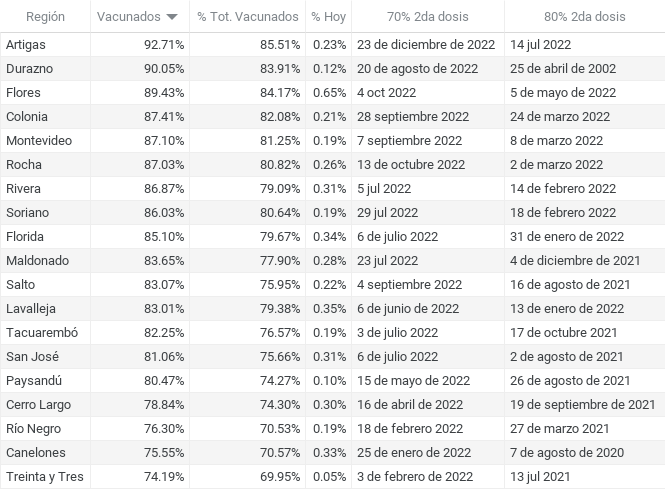 Región Vacunados % Tot. Vacunados % Hoy 70% 2da dosis 80% 2da dosis
Artigas 92.71% 85.51% 0.23% 23 de diciembre de 2022 14 jul 2022
Durazno 90.05% 83.91% 0.12% 20 de agosto de 2022 25 de abril de 2002
Flores 89.43% 84.17% 0.65% 4 oct 2022 5 de mayo de 2022
Colonia 87.41% 82.08% 0.21% 28 septiembre 2022 24 de marzo 2022
Montevideo 87.10% 81.25% 0.19% 7 septiembre 2022 8 de marzo 2022
Rocha 87.03% 80.82% 0.26% 13 de octubre 2022 2 de marzo 2022
Rivera 86.87% 79.09% 0.31% 5 jul 2022 14 de febrero 2022
Soriano 86.03% 80.64% 0.19% 29 jul 2022 18 de febrero 2022
Florida 85.10% 79.67% 0.34% 6 de julio 2022 31 de enero de 2022
Maldonado 83.65% 77.90% 0.28% 23 jul 2022 4 de diciembre de 2021
Salto 83.07% 75.95% 0.22% 4 septiembre 2022 16 de agosto de 2021
Lavalleja 83.01% 79.38% 0.35% 6 de junio de 2022 13 de enero de 2022
Tacuarembó 82.25% 76.57% 0.19% 3 de julio 2022 17 de octubre 2021
San José 81.06% 75.66% 0.31% 6 de julio 2022 2 de agosto de 2021
Paysandú 80.47% 74.27% 0.10% 15 de mayo de 2022 26 de agosto de 2021
Cerro Largo 78.84% 74.30% 0.30% 16 de abril de 2022 19 de septiembre de 2021
Río Negro 76.30% 70.53% 0.19% 18 de febrero 2022 27 de marzo 2021
Canelones 75.55% 70.57% 0.33% 25 de enero de 2022 7 de agosto de 2020
Treinta y Tres 74.19% 69.95% 0.05% 3 de febrero de 2022 13 jul 2021